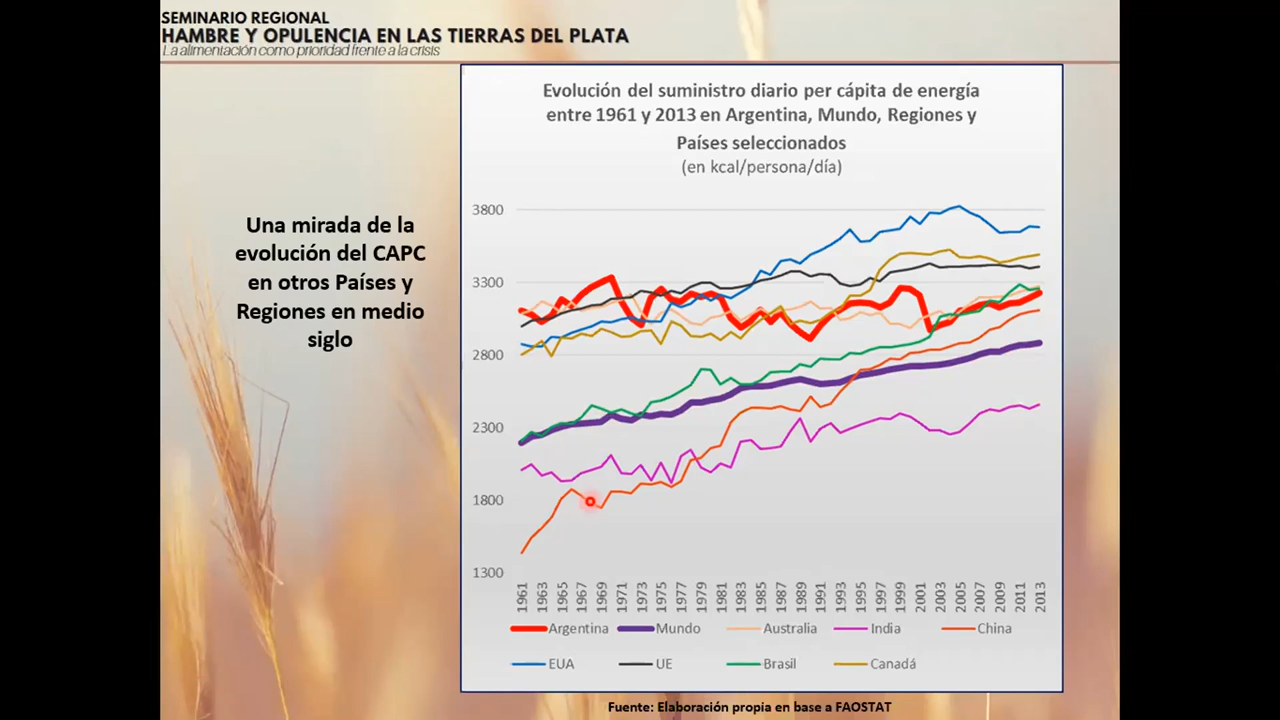 SEMINARIO REGIONAL
HAMBRE Y OPULENCIA EN LAS TIERRAS DEL PLATA
La alimentación como prioridad frente a la crisis
Una mirada de la
evolución del CAPC
en otros Países y
Regiones en medio
siglo
Evolución del suministro diario per cápita de energía
entre 1961 y 2013 en Argentina, Mundo, Regiones y
Países seleccionados
(en kcal/persona/día)
3800
3300
2800
2300
1800
1300
1961 1963 1965 1967 1969 1971 1973 1975 1977 1979 1981 1983 1985 1987 1989 1991 1993 1995 1997 1999 2001 2003 2005 2007 2009 2011 2013
Argentina Mundo Australia India China
EUA UE Brasil Canadá
Fuente: Elaboración propia en base a FAOSTAT